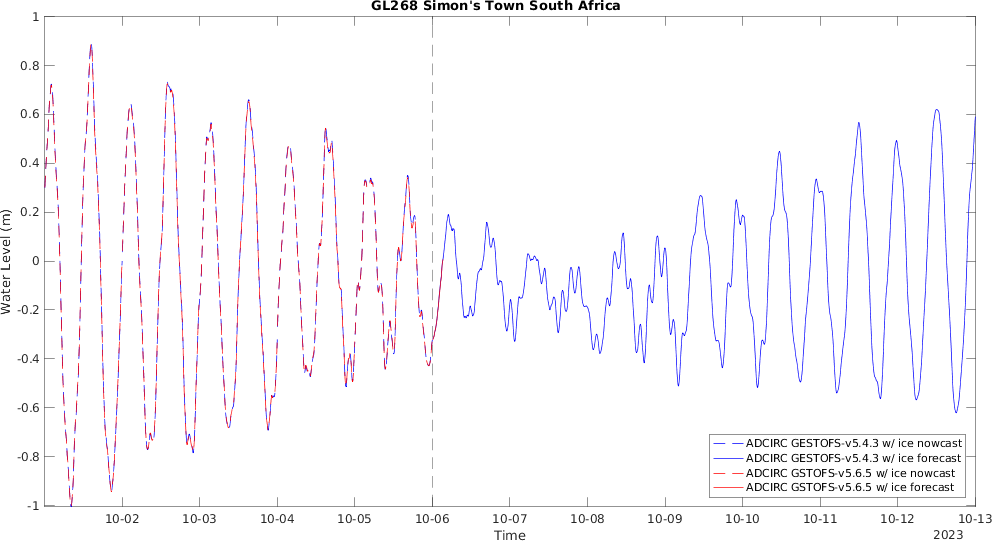 GL268 Simon's Town South Africa
Water Level (m)
1
0.8
0.6
0.4
0.2
0
-0.2
-0.4
-0.6
-0.8
-1
ADCIRC GESTOFS-v5.4.3 w/ ice nowcast
ADCIRC GESTOFS-v5.4.3 w/ ice forecast
ADCIRC GSTOFS-v5.6.5 w/ ice nowcast
ADCIRC GSTOFS-v5.6.5 w/ ice forecast
10-02 10-03 10-04 10-05 10-06 10-07 10-08 10-09 10-10 10-11 10-12 10-13
Time
2023